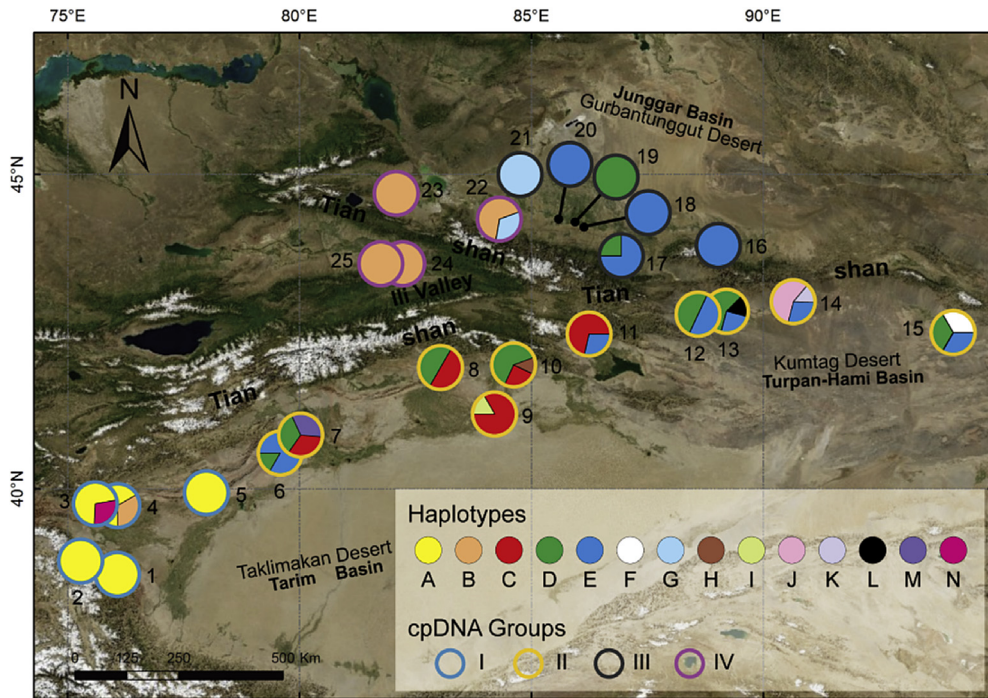 75°E 80°E 85°E 90°E
N
45°N
40°N
Junggar Basin
Gurbantunggut Desert
21
20
19
18
23
22
Tian
shan
25
24
Ili Valley
17
16
shan
Tian
14
15
12
13
11
Kumtag Desert
Turpan-Hami Basin
shan
8
10
9
Tian
7
6
5
3
4
2
1
Taklimakan Desert
Tarim Basin
Haplotypes
A B C D E F G H I J K L M N
cpDNA Groups
I II III IV
0 125 250 500 Km